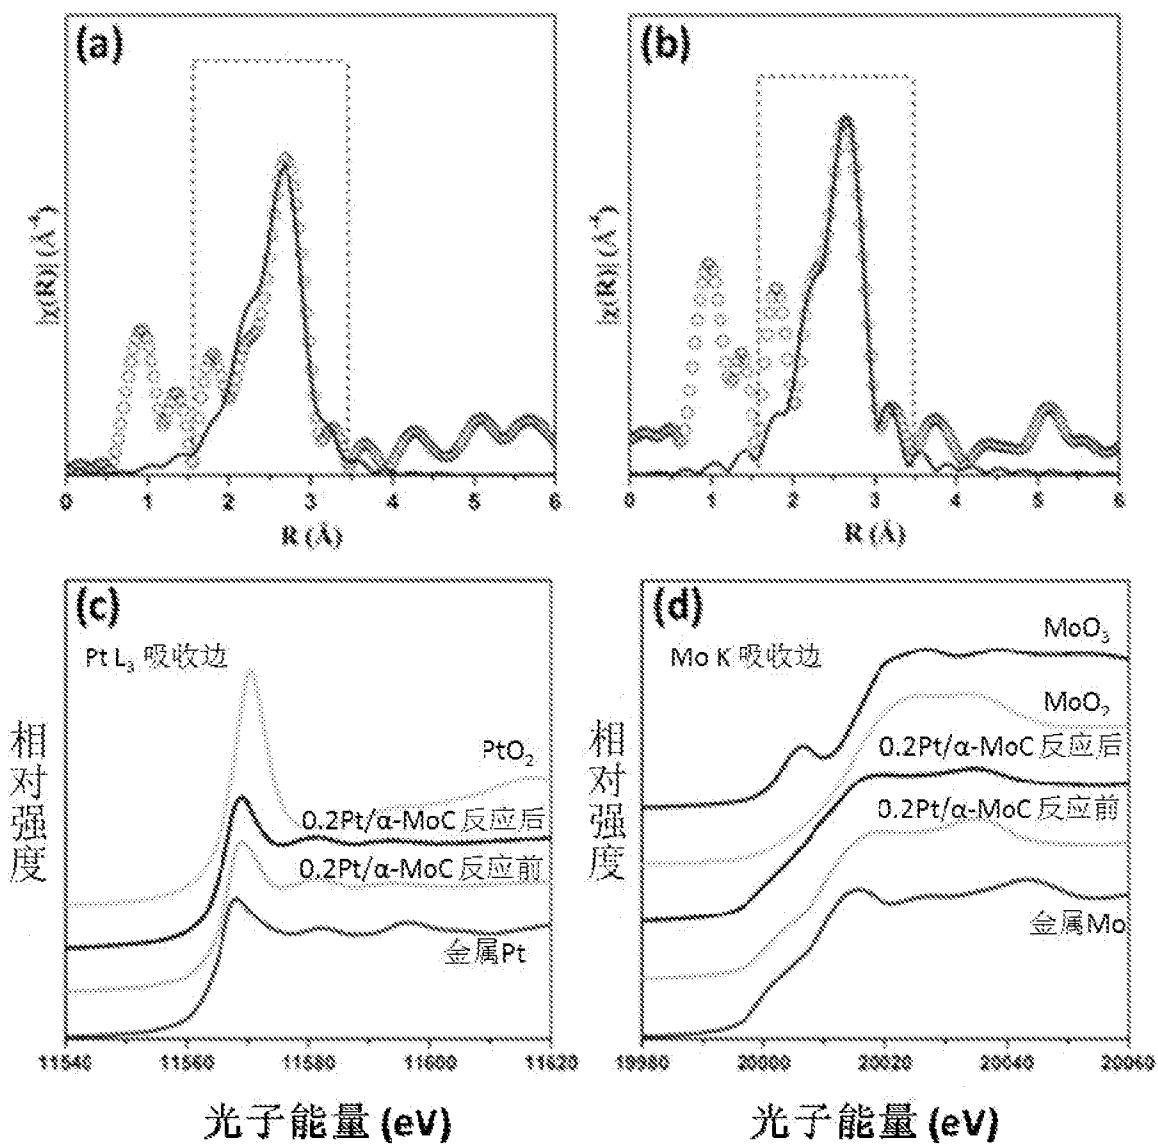 (a)
|χ(R)| (Å⁻⁴)
0 1 2 3 4 5 6
R (Å)
(b)
|χ(R)| (Å⁻⁴)
0 1 2 3 4 5 6
R (Å)
(c)
Pt L₃ 吸收边
PtO₂
0.2Pt/α-MoC 反应后
0.2Pt/α-MoC 反应前
金属Pt
相对强度
11540 11560 11580 11600 11620
光子能量 (eV)
(d)
Mo K 吸收边
MoO₃
MoO₂
0.2Pt/α-MoC 反应后
0.2Pt/α-MoC 反应前
金属Mo
相对强度
19980 20000 20020 20040 20060
光子能量 (eV)